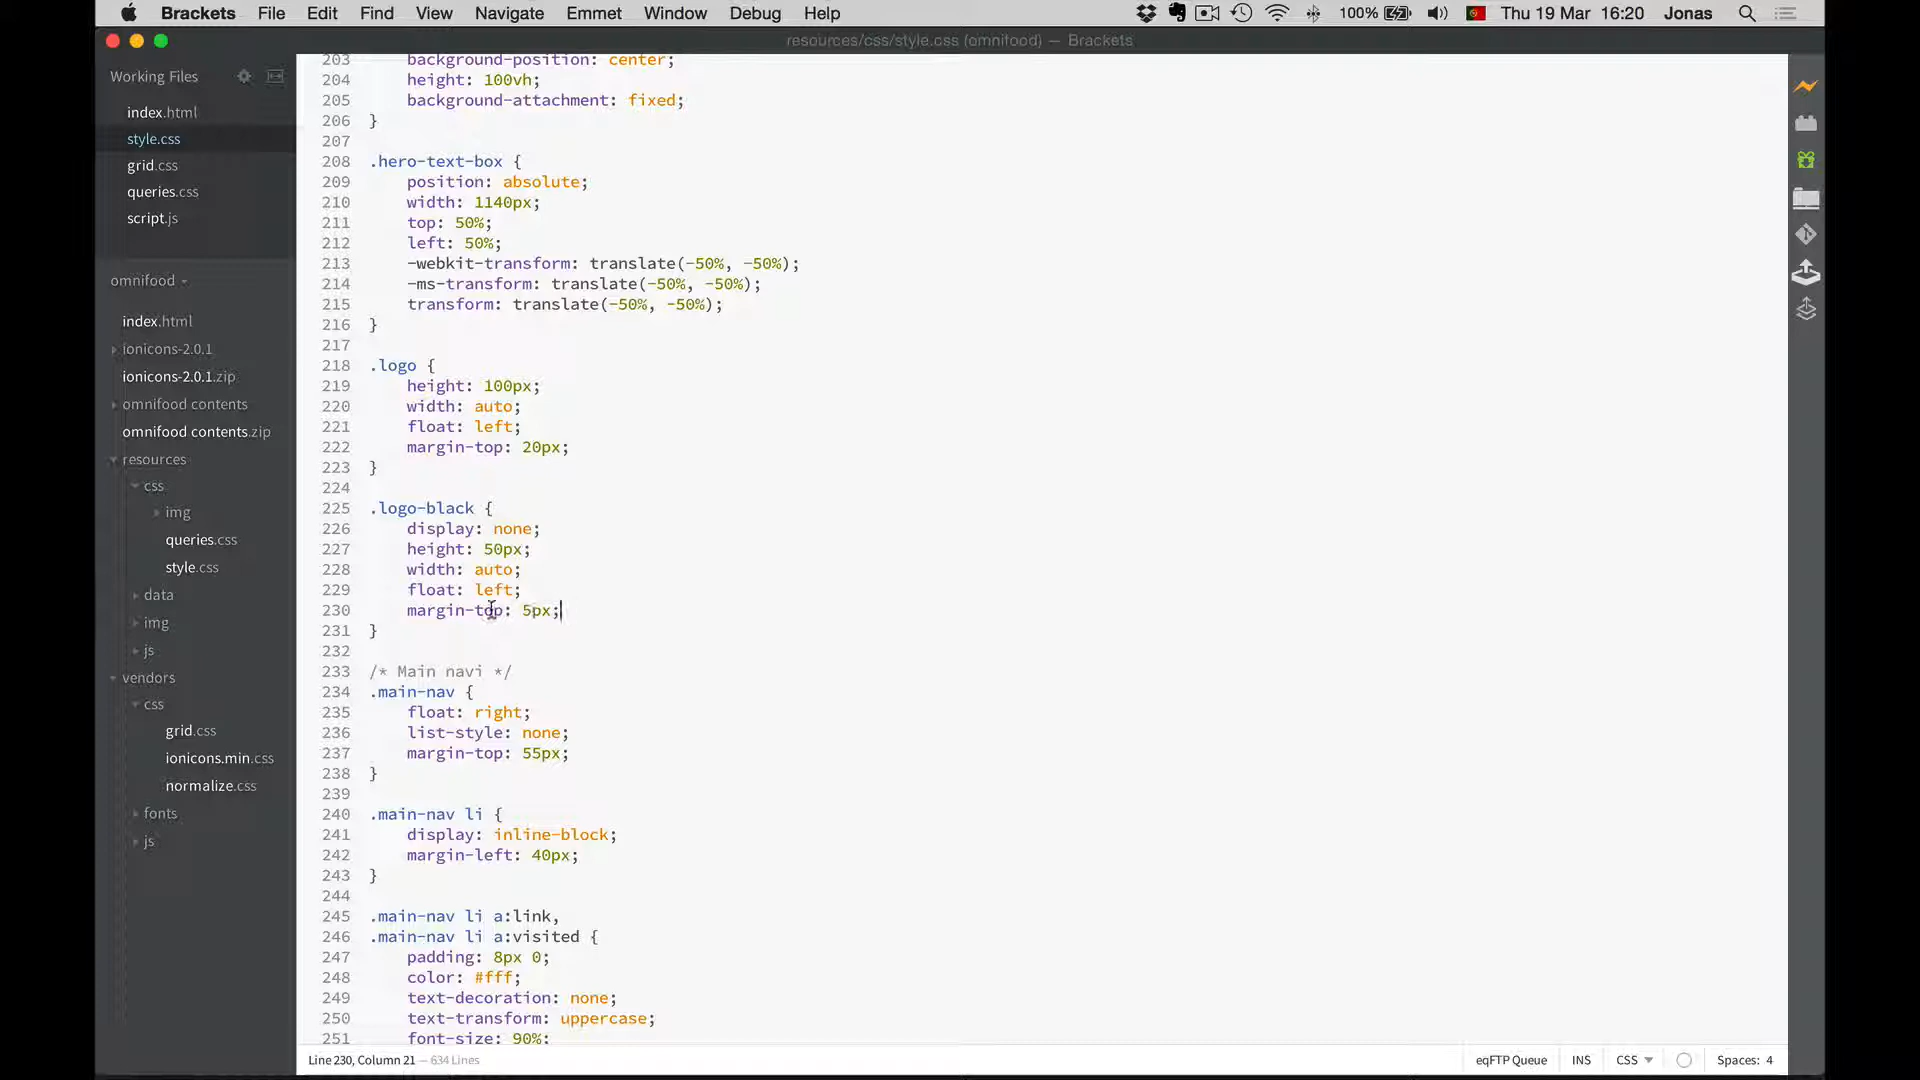 Brackets File Edit Find View Navigate Emmet Window Debug Help 100% Thu 19 Mar 16:20 Jonas
resources/css/style.css (omnifood) — Brackets
Working Files
index.html
style.css
grid.css
queries.css
script.js
omnifood
index.html
ionicons-2.0.1
ionicons-2.0.1.zip
omnifood contents
omnifood contents.zip
resources
css
img
queries.css
style.css
data
img
js
vendors
css
grid.css
ionicons.min.css
normalize.css
fonts
js
203 background-position: center;
204 height: 100vh;
205 background-attachment: fixed;
206 }
207
208 .hero-text-box {
209 position: absolute;
210 width: 1140px;
211 top: 50%;
212 left: 50%;
213 -webkit-transform: translate(-50%, -50%);
214 -ms-transform: translate(-50%, -50%);
215 transform: translate(-50%, -50%);
216 }
217
218 .logo {
219 height: 100px;
220 width: auto;
221 float: left;
222 margin-top: 20px;
223 }
224
225 .logo-black {
226 display: none;
227 height: 50px;
228 width: auto;
229 float: left;
230 margin-top: 5px;
231 }
232
233 /* Main navi */
234 .main-nav {
235 float: right;
236 list-style: none;
237 margin-top: 55px;
238 }
239
240 .main-nav li {
241 display: inline-block;
242 margin-left: 40px;
243 }
244
245 .main-nav li a:link,
246 .main-nav li a:visited {
247 padding: 8px 0;
248 color: #fff;
249 text-decoration: none;
250 text-transform: uppercase;
251 font-size: 90%;
Line 230, Column 21 — 634 Lines
eqFTP Queue INS CSS Spaces: 4